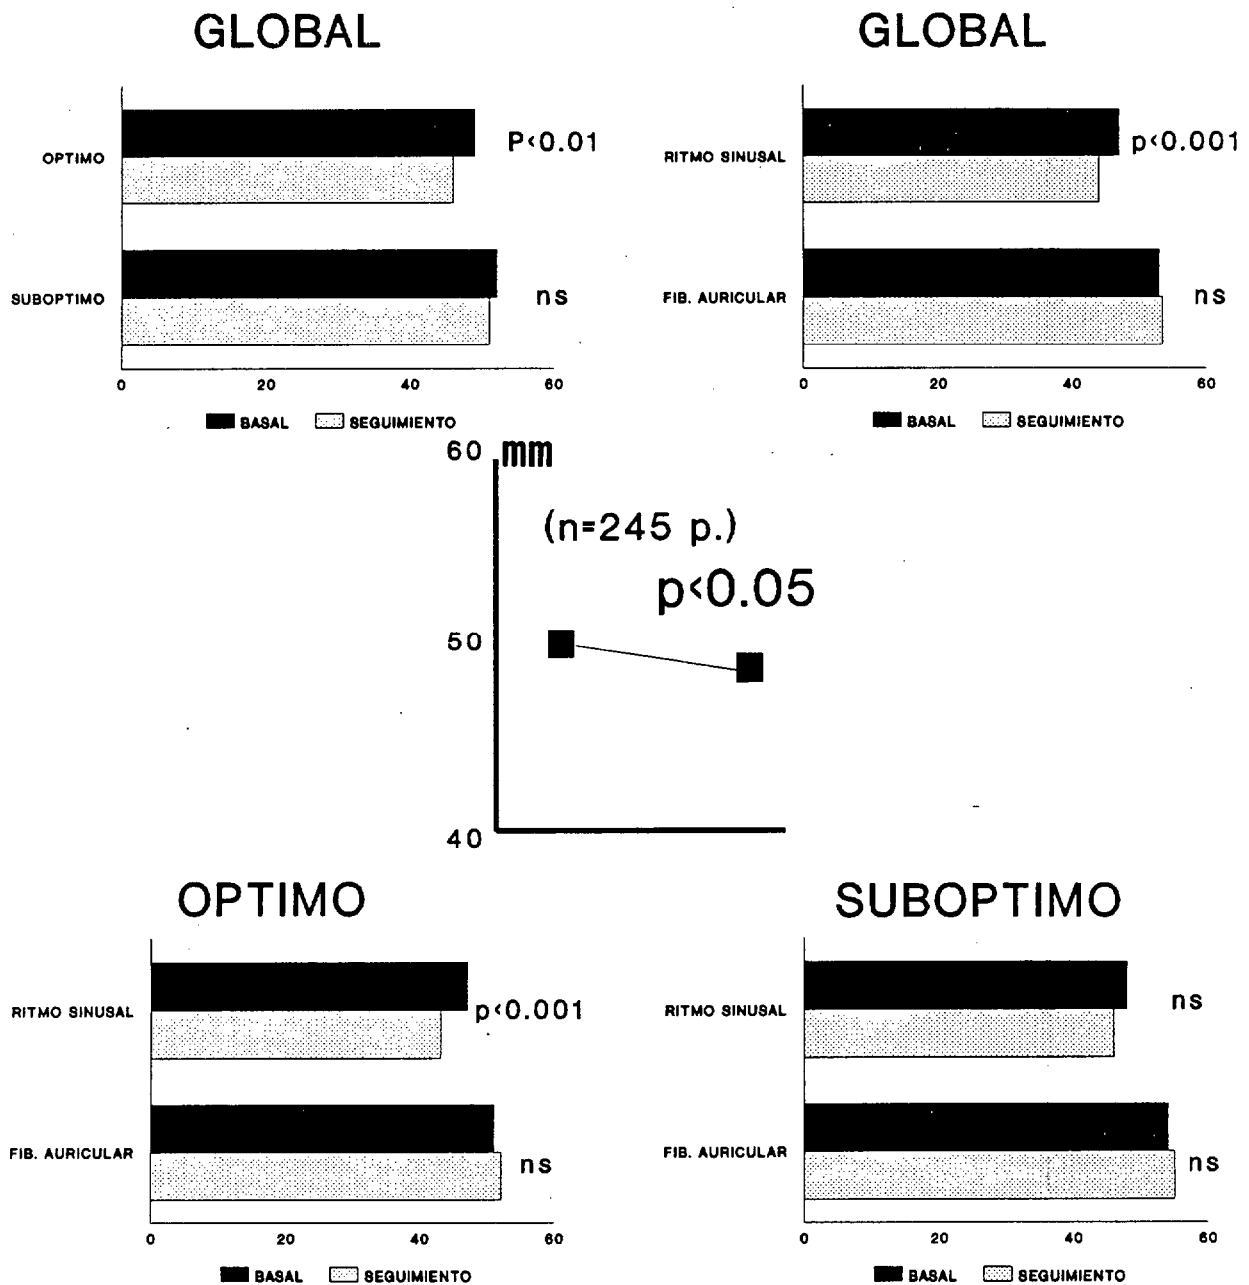 GLOBAL
OPTIMO
P<0.01
SUBOPTIMO
ns
0 20 40 60
BASAL SEGUIMIENTO
GLOBAL
RITMO SINUSAL
p<0.001
FIB. AURICULAR
ns
0 20 40 60
BASAL SEGUIMIENTO
60 mm
(n=245 p.)
p<0.05
50
40
OPTIMO
RITMO SINUSAL
p<0.001
FIB. AURICULAR
ns
0 20 40 60
BASAL SEGUIMIENTO
SUBOPTIMO
RITMO SINUSAL
ns
FIB. AURICULAR
ns
0 20 40 60
BASAL SEGUIMIENTO